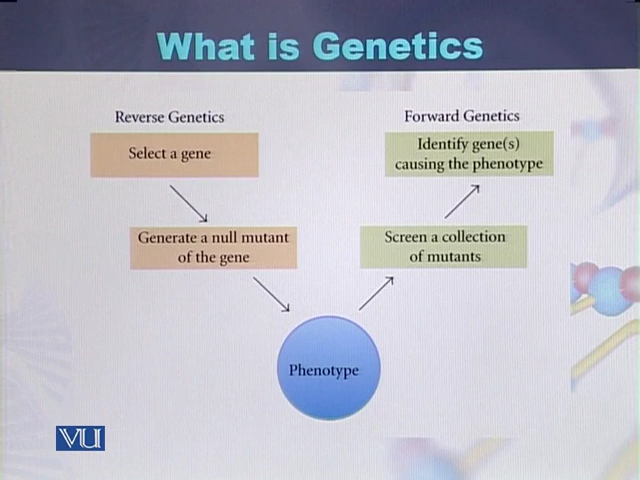 What is Genetics
Reverse Genetics
Select a gene
Generate a null mutant
of the gene
Phenotype
Forward Genetics
Identify gene(s)
causing the phenotype
Screen a collection
of mutants
VU